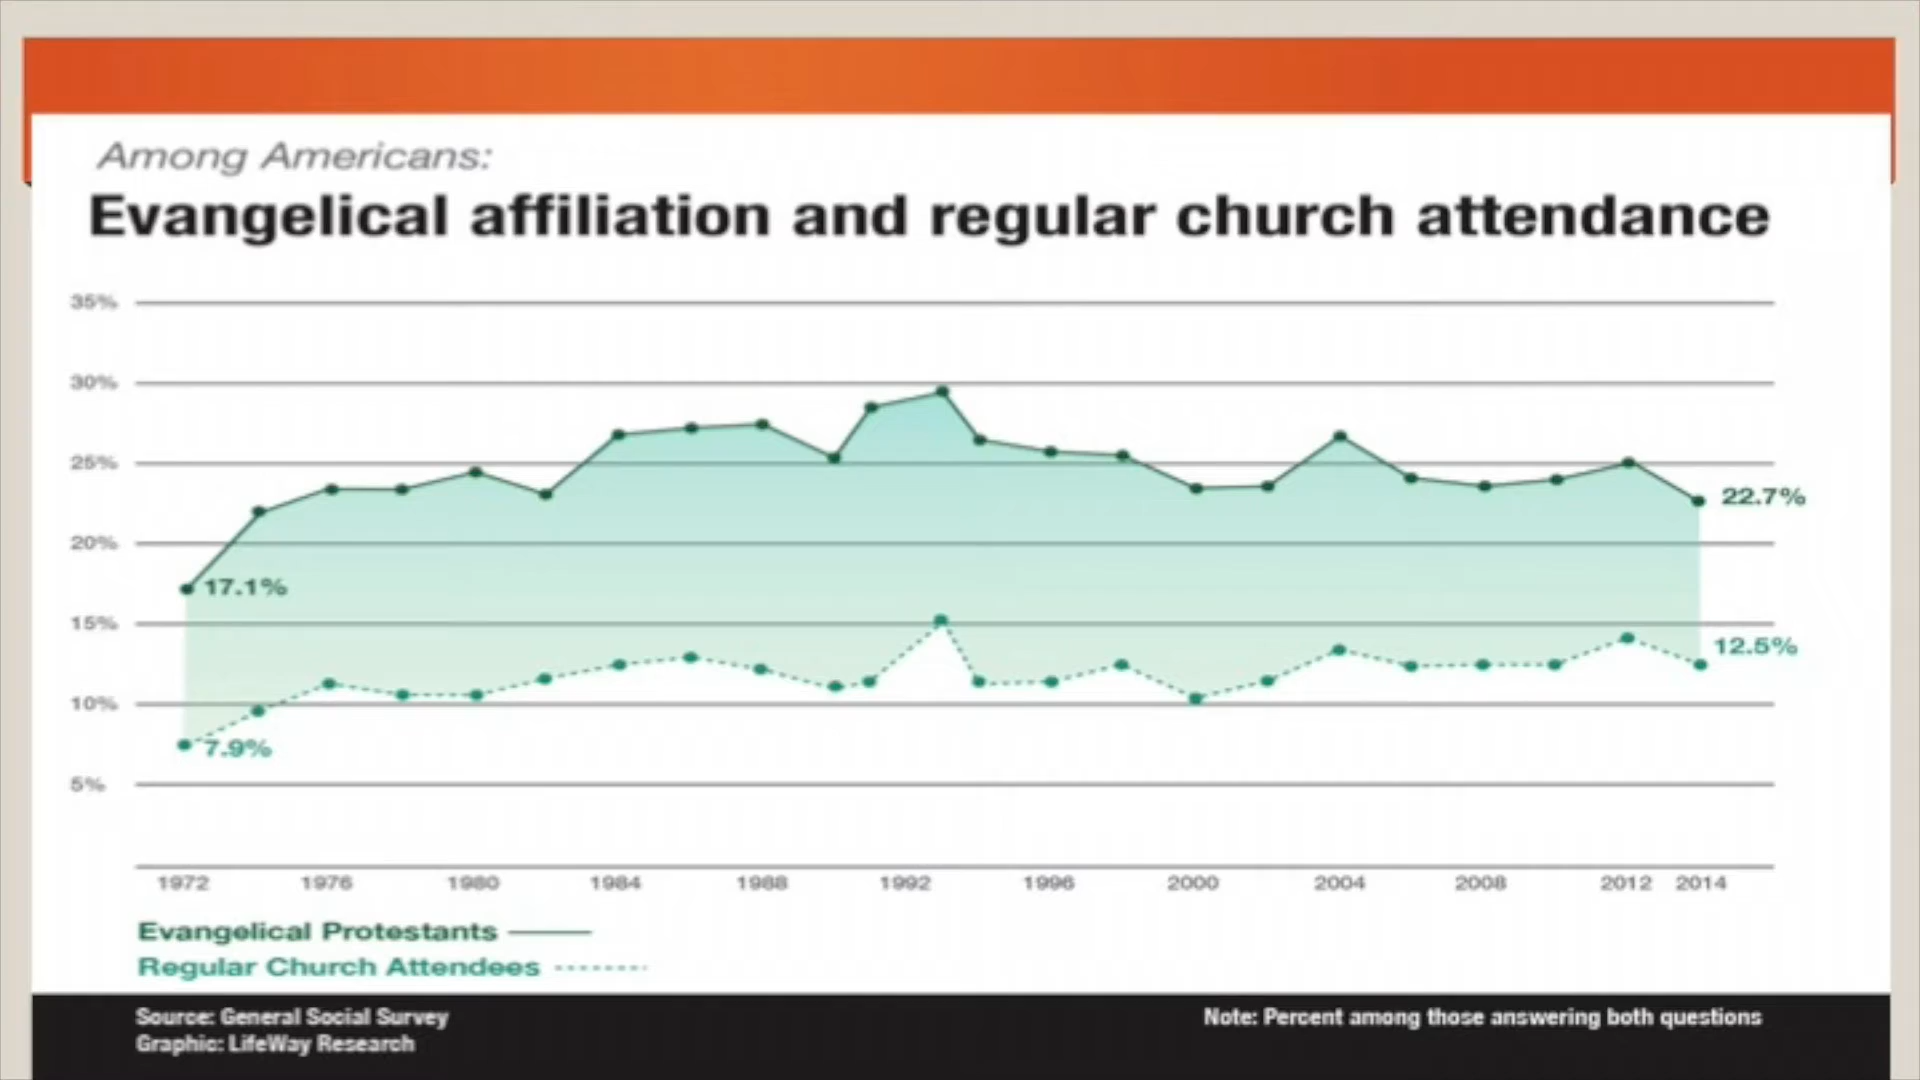 Among Americans:
Evangelical affiliation and regular church attendance
35%
30%
25%
20%
15%
10%
5%
17.1%
22.7%
7.9%
12.5%
1972 1976 1980 1984 1988 1992 1996 2000 2004 2008 2012 2014
Evangelical Protestants
Regular Church Attendees
Source: General Social Survey
Graphic: LifeWay Research
Note: Percent among those answering both questions